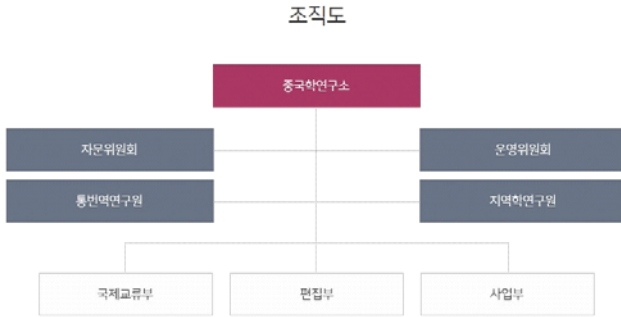 조직도
중국학연구소
자문위원회
운영위원회
통번역연구원
지역학연구원
국제교류부
편집부
사업부